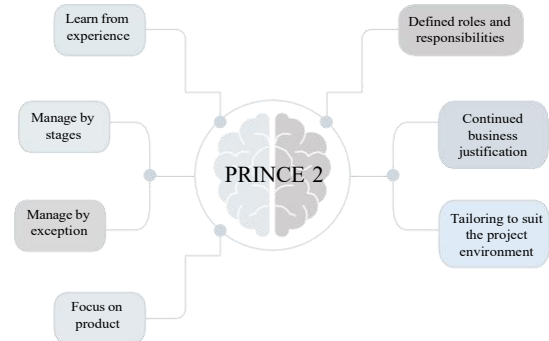 Learn from
experience
Defined roles and
responsibilities
Manage by
stages
Continued
business
justification
PRINCE 2
Manage by
exception
Tailoring to suit
the project
environment
Focus on
product